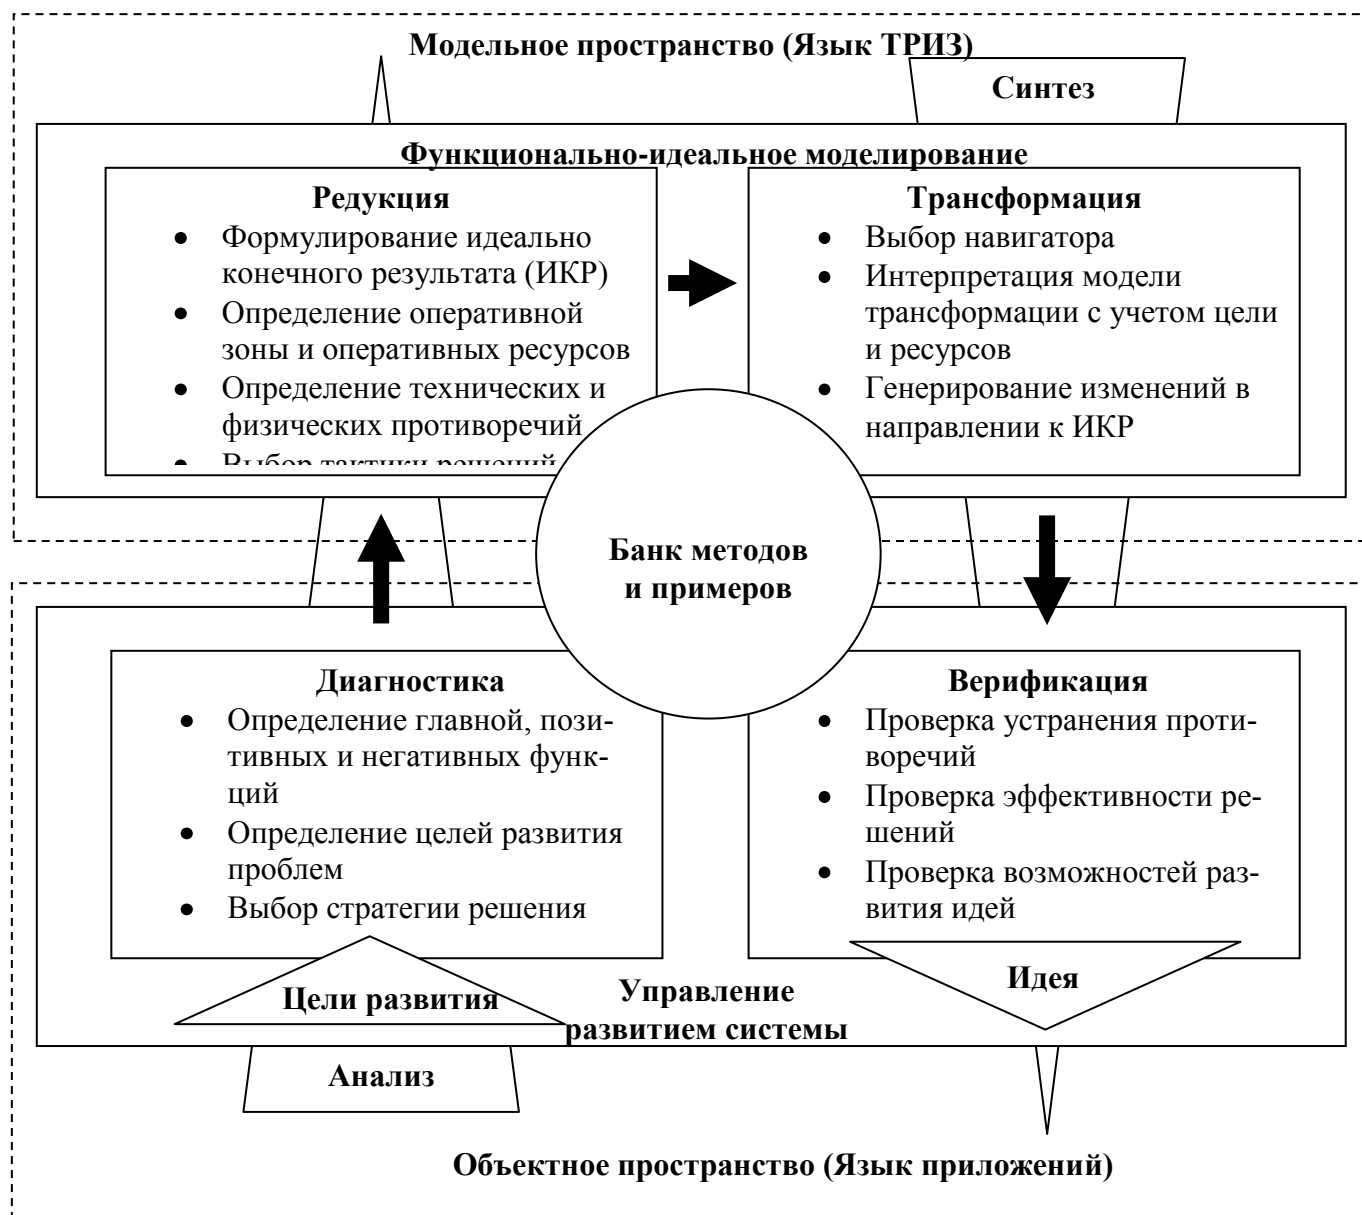 Модельное пространство (Язык ТРИЗ)
Синтез
Функционально-идеальное моделирование
Редукция
• Формулирование идеально
конечного результата (ИКР)
• Определение оперативной
зоны и оперативных ресурсов
• Определение технических и
физических противоречий
• Выбор тактики решений
Трансформация
• Выбор навигатора
• Интерпретация модели
трансформации с учетом цели
и ресурсов
• Генерирование изменений в
направлении к ИКР
Банк методов
и примеров
Диагностика
• Определение главной, пози-
тивных и негативных функ-
ций
• Определение целей развития
проблем
• Выбор стратегии решения
Верификация
• Проверка устранения проти-
воречий
• Проверка эффективности ре-
шений
• Проверка возможностей раз-
вития идей
Цели развития
Управление
развитием системы
Идея
Анализ
Объектное пространство (Язык приложений)